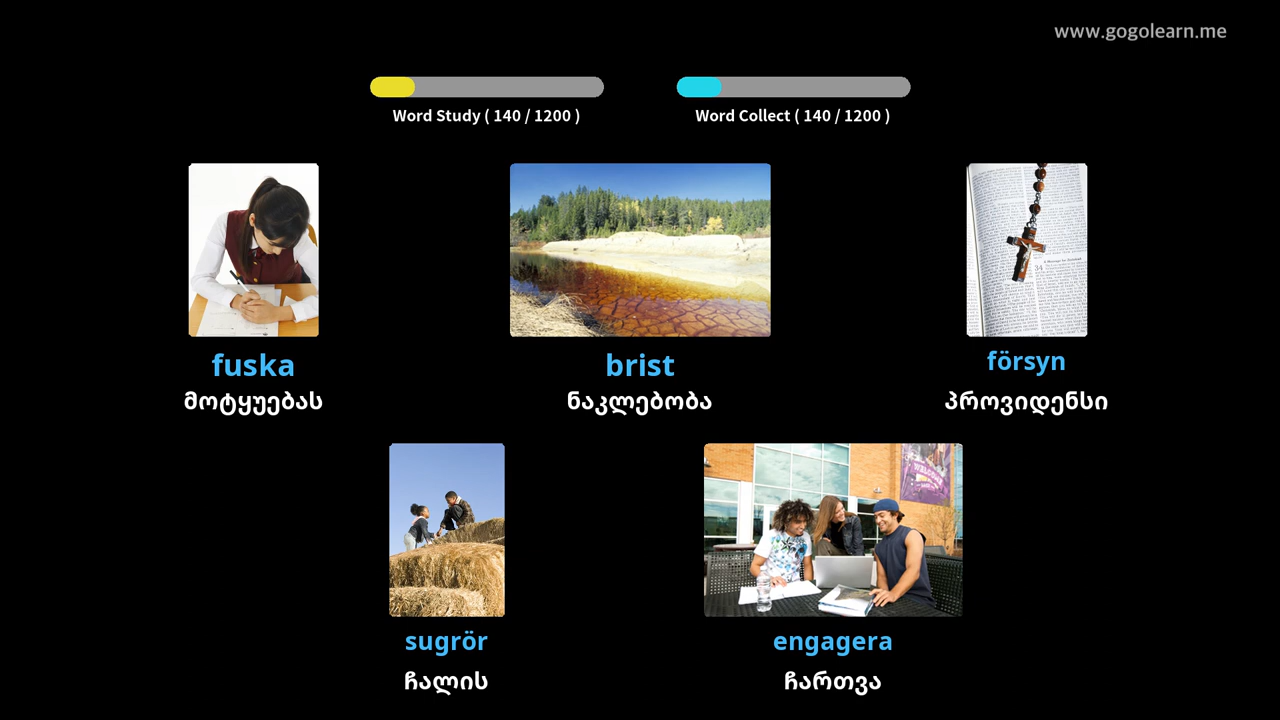 www.gogolearn.me
Word Study ( 140 / 1200 )
Word Collect ( 140 / 1200 )
fuska
მოტყუებას
brist
ნაკლებობა
försyn
პროვიდენსი
sugrör
ჩალის
engagera
ჩართვა